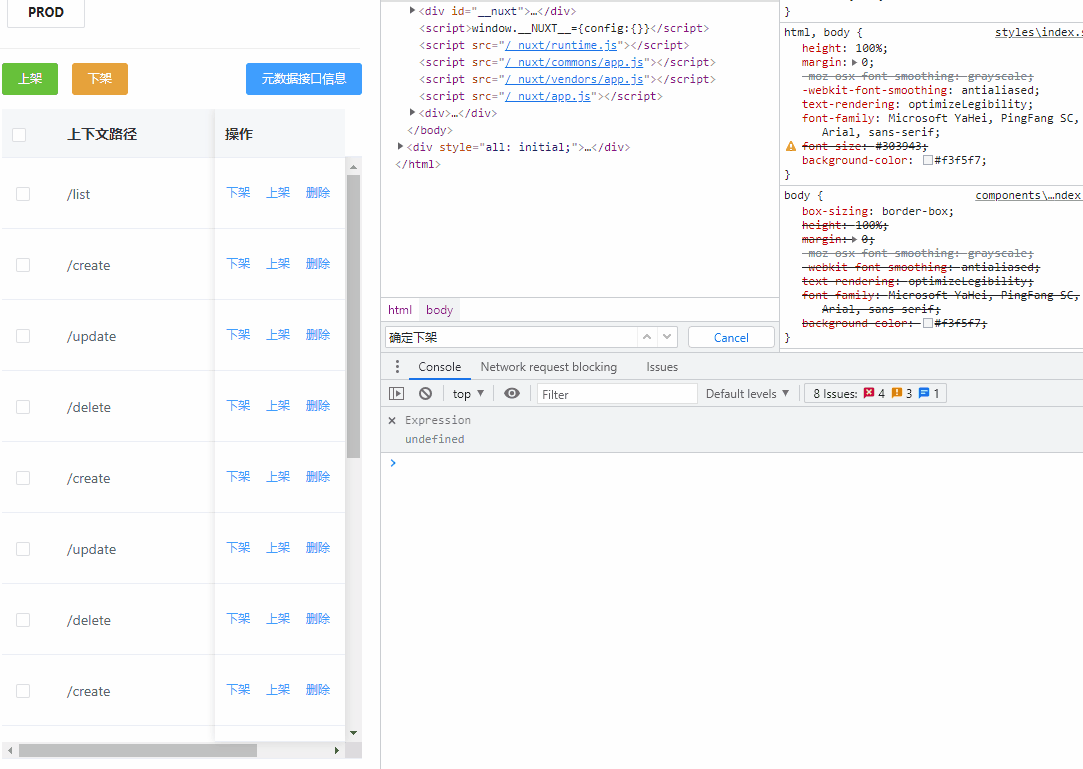 PROD
上架
下架
元数据接口信息
上下文路径
操作
/list
下架 上架 删除
/create
下架 上架 删除
/update
下架 上架 删除
/delete
下架 上架 删除
/create
下架 上架 删除
/update
下架 上架 删除
/delete
下架 上架 删除
/create
下架 上架 删除
<div id="__nuxt">…</div>
<script>window.__NUXT__={config:{}}</script>
<script src="/_nuxt/runtime.js"></script>
<script src="/_nuxt/commons/app.js"></script>
<script src="/_nuxt/vendors/app.js"></script>
<script src="/_nuxt/app.js"></script>
<div>…</div>
</body>
<div style="all: initial;">…</div>
</html>
html body
确定下架
Cancel
}
html, body { styles\index.s
height: 100%;
margin: 0;
-moz-osx-font-smoothing: grayscale;
-webkit-font-smoothing: antialiased;
text-rendering: optimizeLegibility;
font-family: Microsoft YaHei, PingFang SC,
Arial, sans-serif;
font-size: #303943;
background-color: #f3f5f7;
}
body { components\…ndex
box-sizing: border-box;
height: 100%;
margin: 0;
-moz-osx-font-smoothing: grayscale;
-webkit-font-smoothing: antialiased;
text-rendering: optimizeLegibility;
font-family: Microsoft YaHei, PingFang SC,
Arial, sans-serif;
background-color: #f3f5f7;
}
Console Network request blocking Issues
top Filter Default levels 8 Issues: 4 3 1
Expression
undefined